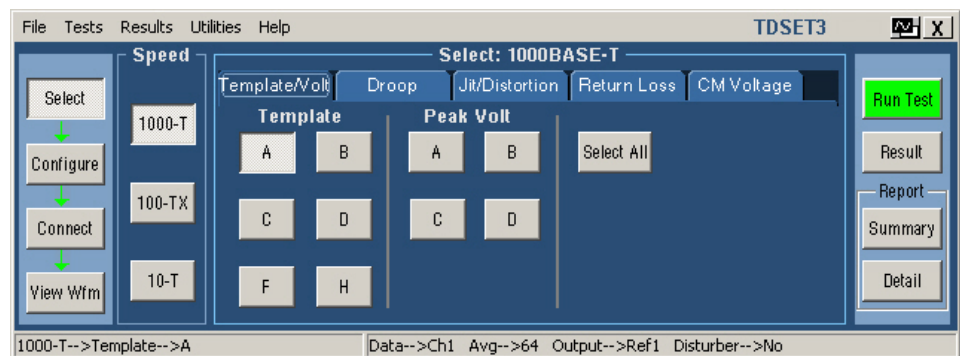 File Tests Results Utilities Help TDSET3 X
Speed Select: 1000BASE-T
Template/Volt Droop Jit/Distortion Return Loss CM Voltage
Select 1000-T Template Peak Volt Run Test
A B A B Select All
Configure Result
100-TX Report
Connect C D C D Summary
View Wfm 10-T F H Detail
1000-T-->Template-->A Data-->Ch1 Avg-->64 Output-->Ref1 Disturber-->No